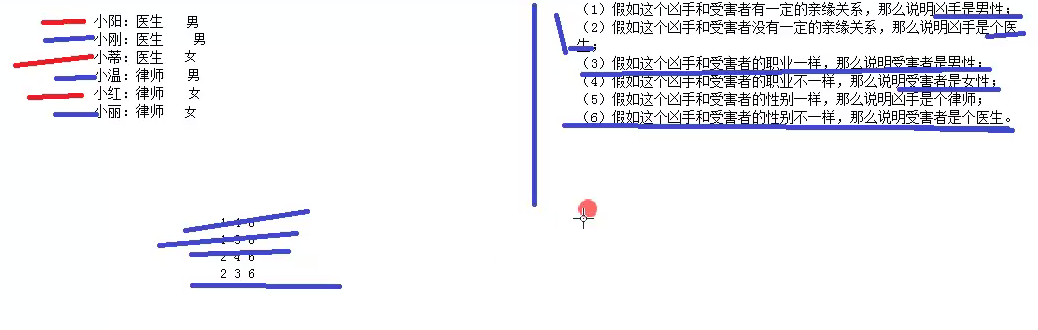 小阳：医生 男
小刚：医生 男
小蒂：医生 女
小温：律师 男
小红：律师 女
小丽：律师 女
（1）假如这个凶手和受害者有一定的亲缘关系，那么说明凶手是男性；
（2）假如这个凶手和受害者没有一定的亲缘关系，那么说明凶手是个医
生；
（3）假如这个凶手和受害者的职业一样，那么说明受害者是男性；
（4）假如这个凶手和受害者的职业不一样，那么说明受害者是女性；
（5）假如这个凶手和受害者的性别一样，那么说明凶手是个律师；
（6）假如这个凶手和受害者的性别不一样，那么说明受害者是个医生。
1 4 6
1 3 6
2 4 6
2 3 6